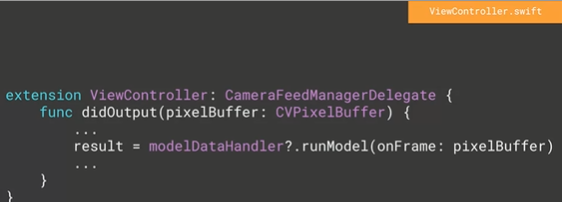 ViewController.swift
extension ViewController: CameraFeedManagerDelegate {
func didOutput(pixelBuffer: CVPixelBuffer) {
...
result = modelDataHandler?.runModel(onFrame: pixelBuffer)
...
}
}